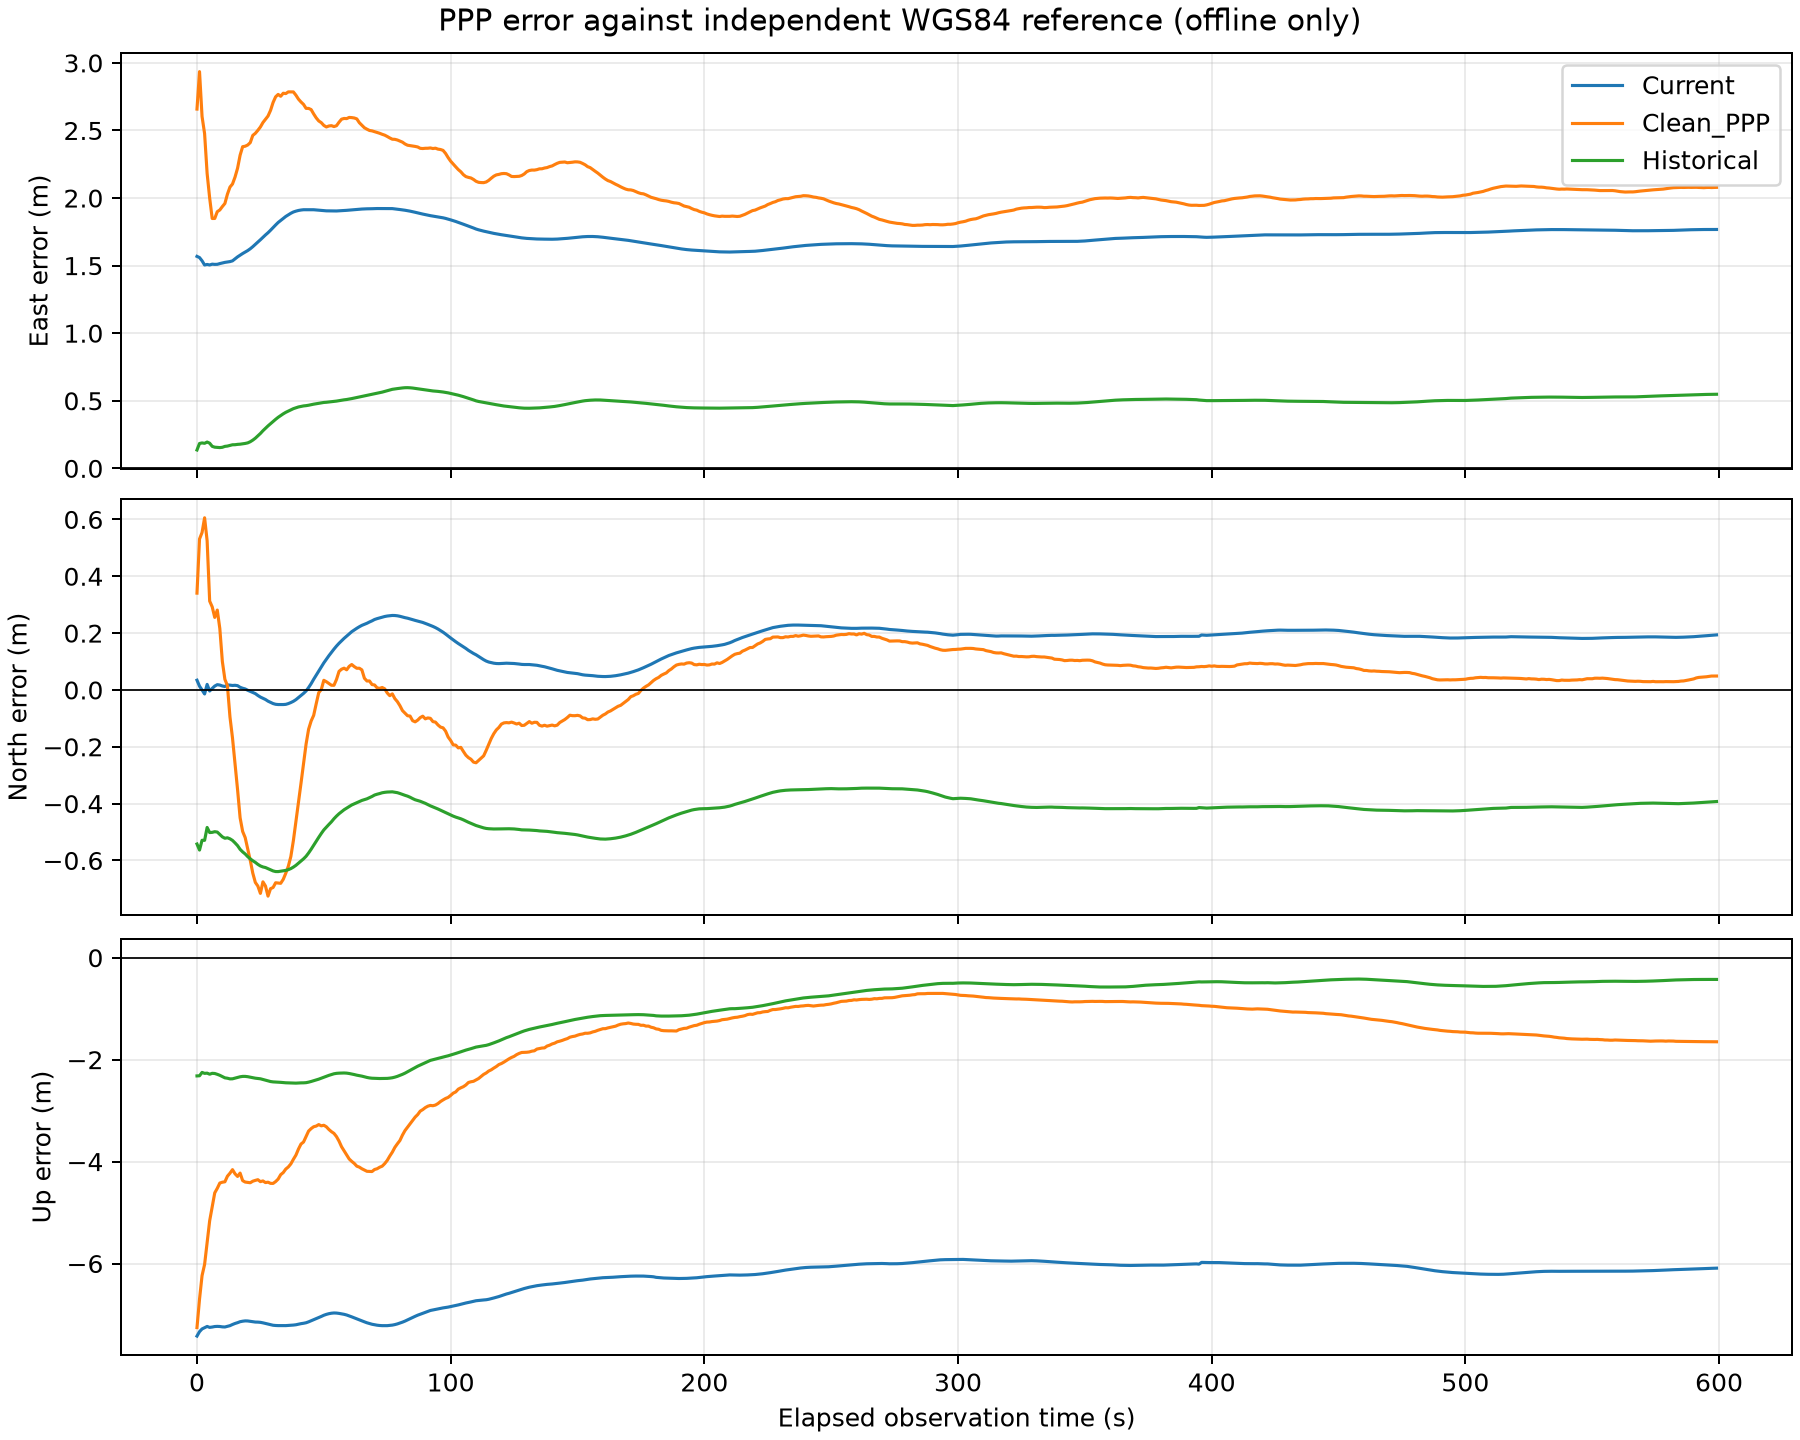 PPP error against independent WGS84 reference (offline only)
3.0
2.5
2.0
1.5
1.0
0.5
0.0
East error (m)
Current
Clean_PPP
Historical
0.6
0.4
0.2
0.0
−0.2
−0.4
−0.6
North error (m)
0
−2
−4
−6
Up error (m)
0 100 200 300 400 500 600
Elapsed observation time (s)